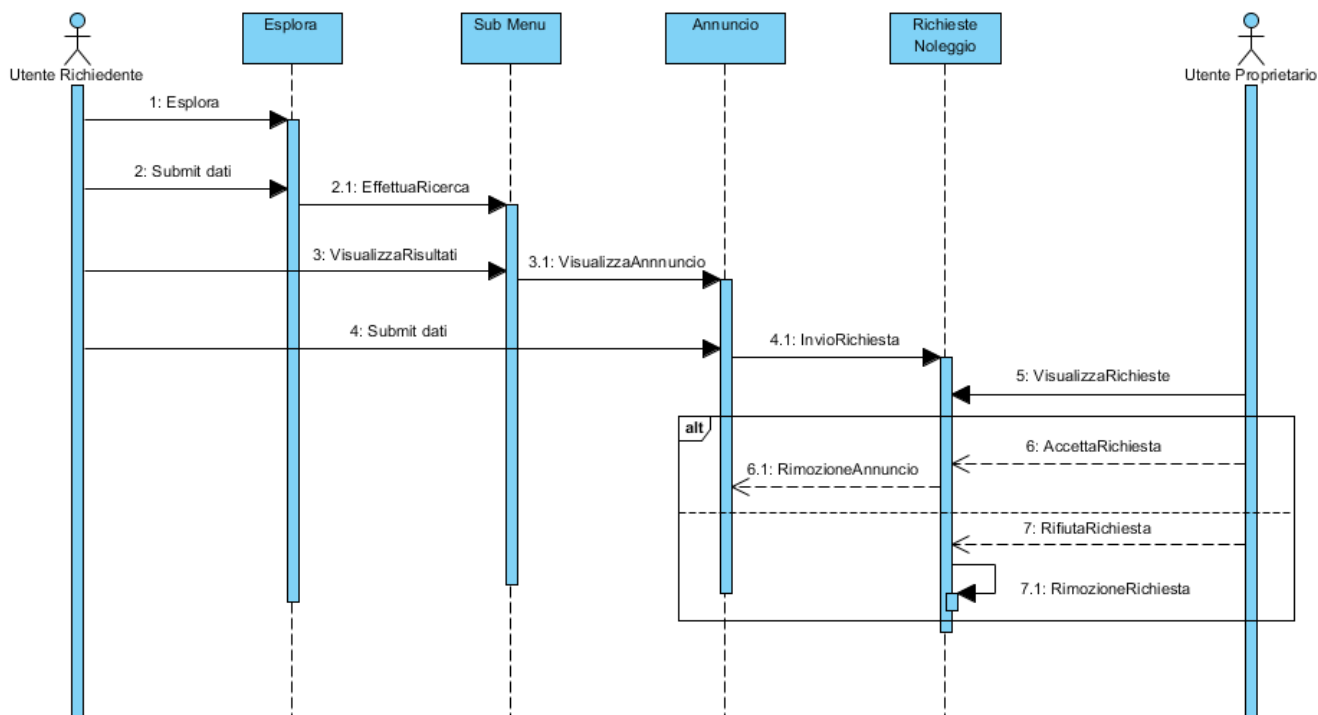 Esplora
Sub Menu
Annuncio
Richieste
Noleggio
Utente Richiedente
Utente Proprietario
1: Esplora
2: Submit dati
2.1: EffettuaRicerca
3: VisualizzaRisultati
3.1: VisualizzaAnnnuncio
4: Submit dati
4.1: InvioRichiesta
5: VisualizzaRichieste
alt
6: AccettaRichiesta
6.1: RimozioneAnnuncio
7: RifiutaRichiesta
7.1: RimozioneRichiesta